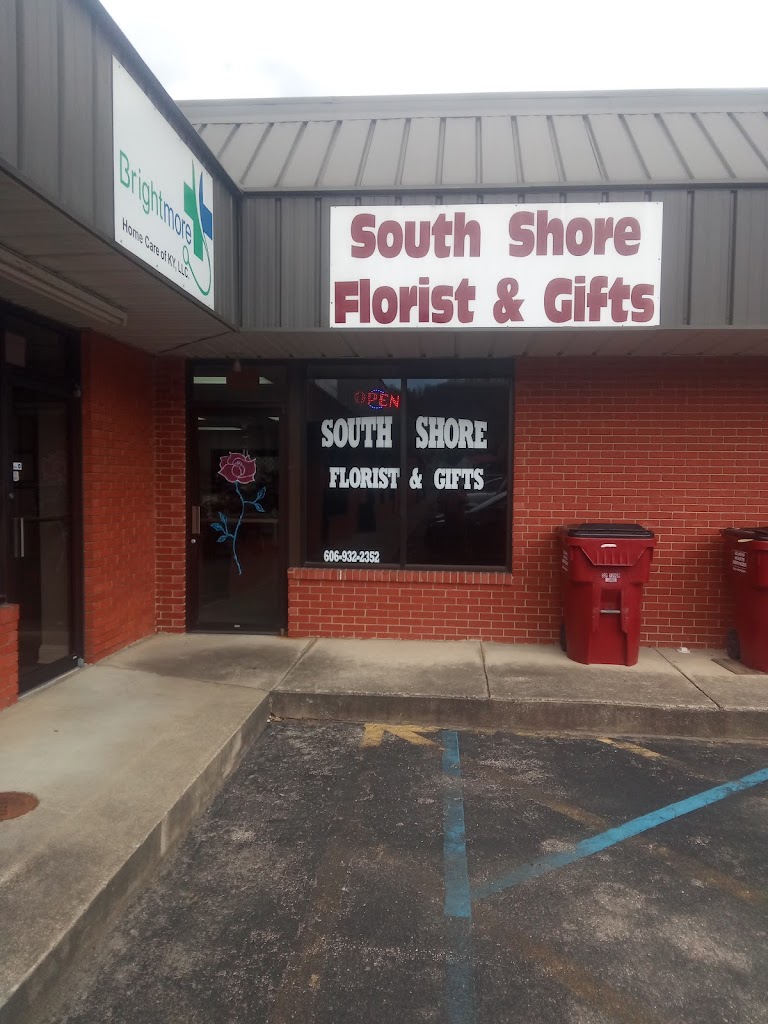 Brightmore
Home Care of KY, LLC.
South Shore
Florist & Gifts
OPEN
SOUTH SHORE
FLORIST & GIFTS
606-932-2352